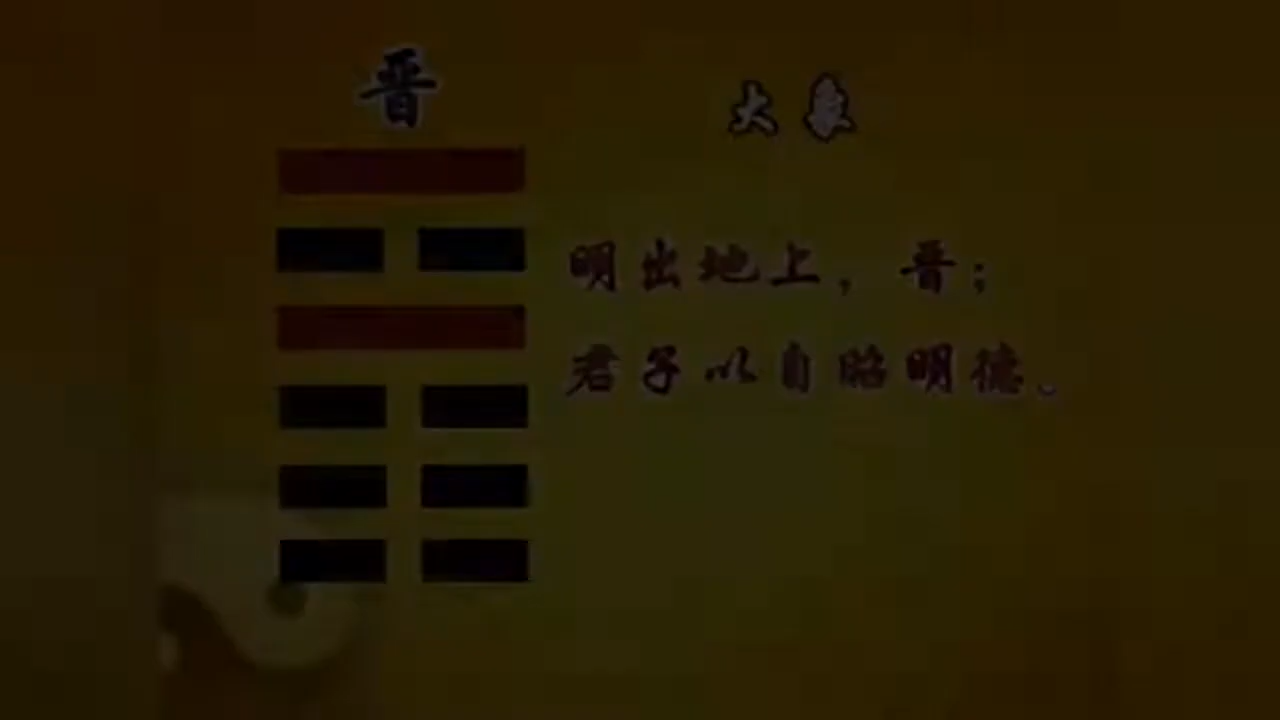 晋
大象
明出地上，晋；
君子以自昭明德。